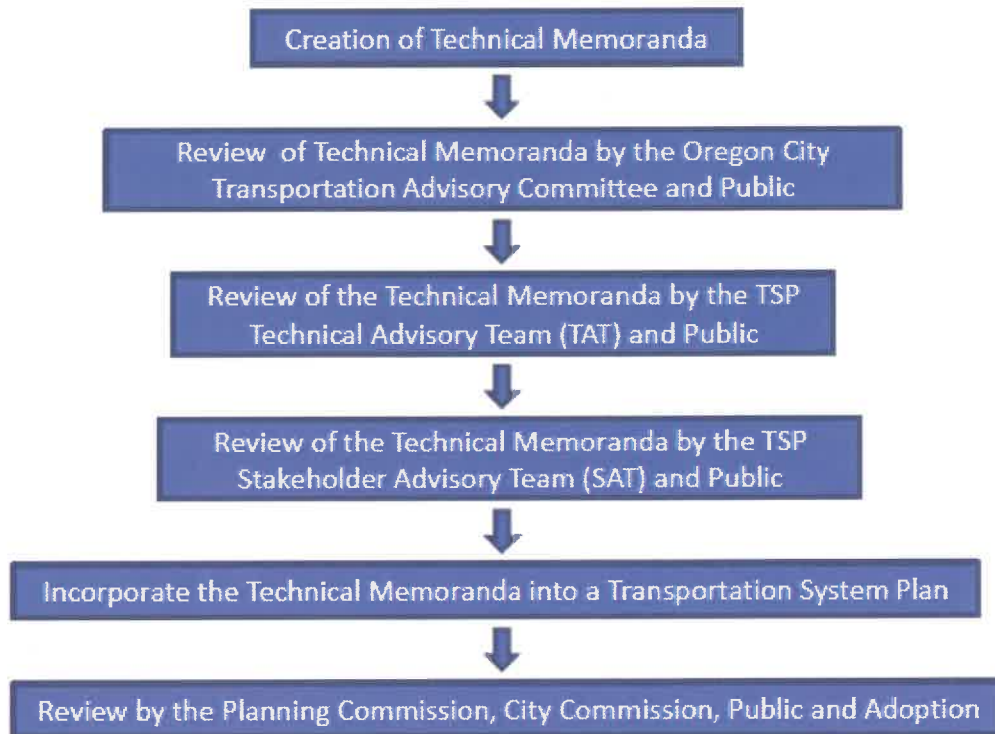 Creation of Technical Memoranda
Review of Technical Memoranda by the Oregon City
Transportation Advisory Committee and Public
Review of the Technical Memoranda by the TSP
Technical Advisory Team (TAT) and Public
Review of the Technical Memoranda by the TSP
Stakeholder Advisory Team (SAT) and Public
Incorporate the Technical Memoranda into a Transportation System Plan
Review by the Planning Commission, City Commission, Public and Adoption